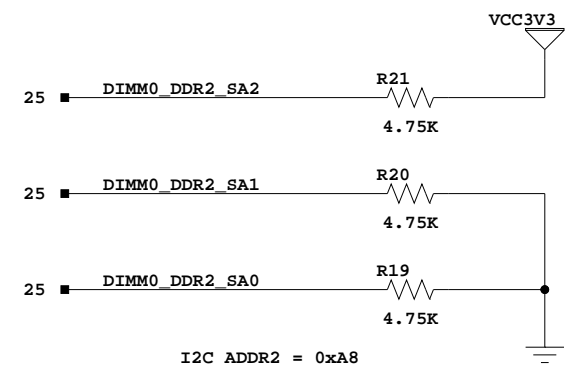 VCC3V3
R21
25 DIMM0_DDR2_SA2
4.75K
R20
25 DIMM0_DDR2_SA1
4.75K
R19
25 DIMM0_DDR2_SA0
4.75K
I2C ADDR2 = 0xA8